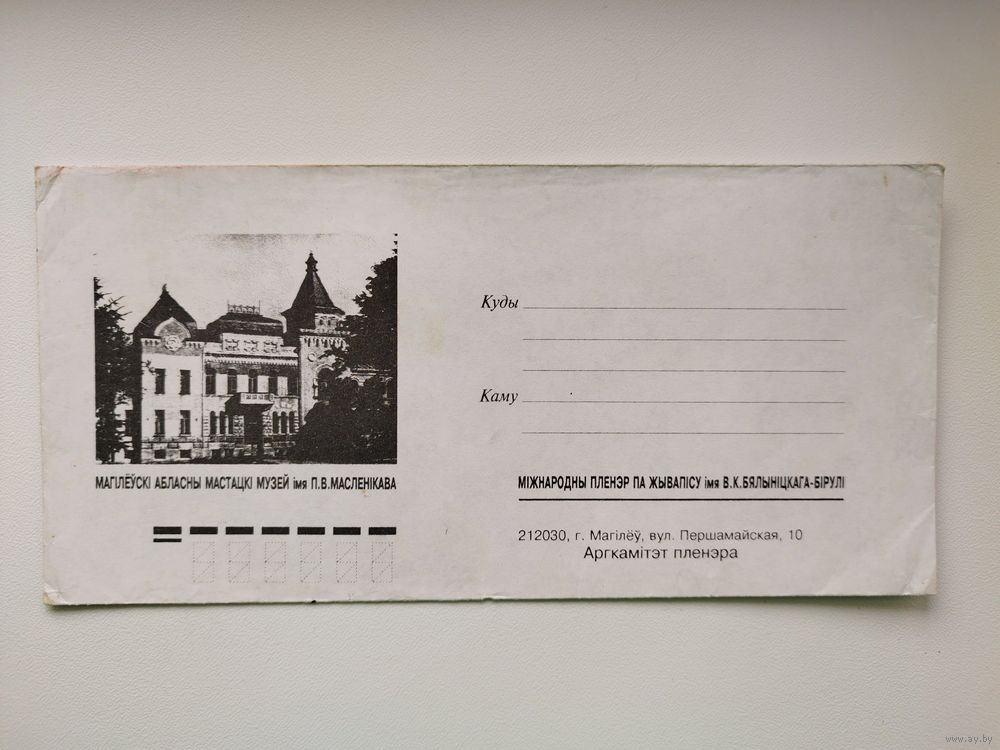 Куды
Каму
МАГІЛЁЎСКІ АБЛАСНЫ МАСТАЦКІ МУЗЕЙ імя П.В.МАСЛЕНІКАВА
МІЖНАРОДНЫ ПЛЕНЭР ПА ЖЫВАПІСУ імя В.К.БЯЛЫНІЦКАГА-БІРУЛІ
212030, г. Магілёў, вул. Першамайская, 10
Аргкамітэт пленэра
www.ay.by